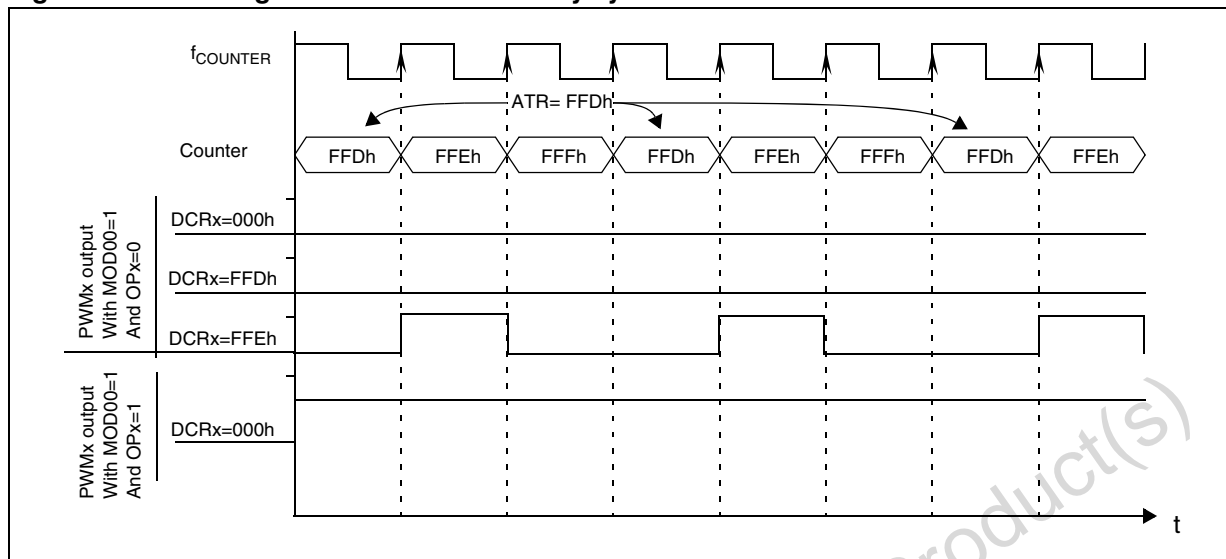 fCOUNTER
ATR= FFDh
Counter
FFDh FFEh FFFh FFDh FFEh FFFh FFDh FFEh
PWMx output
With MOD00=1
And OPx=0
DCRx=000h
DCRx=FFDh
DCRx=FFEh
PWMx output
With MOD00=1
And OPx=1
DCRx=000h
t